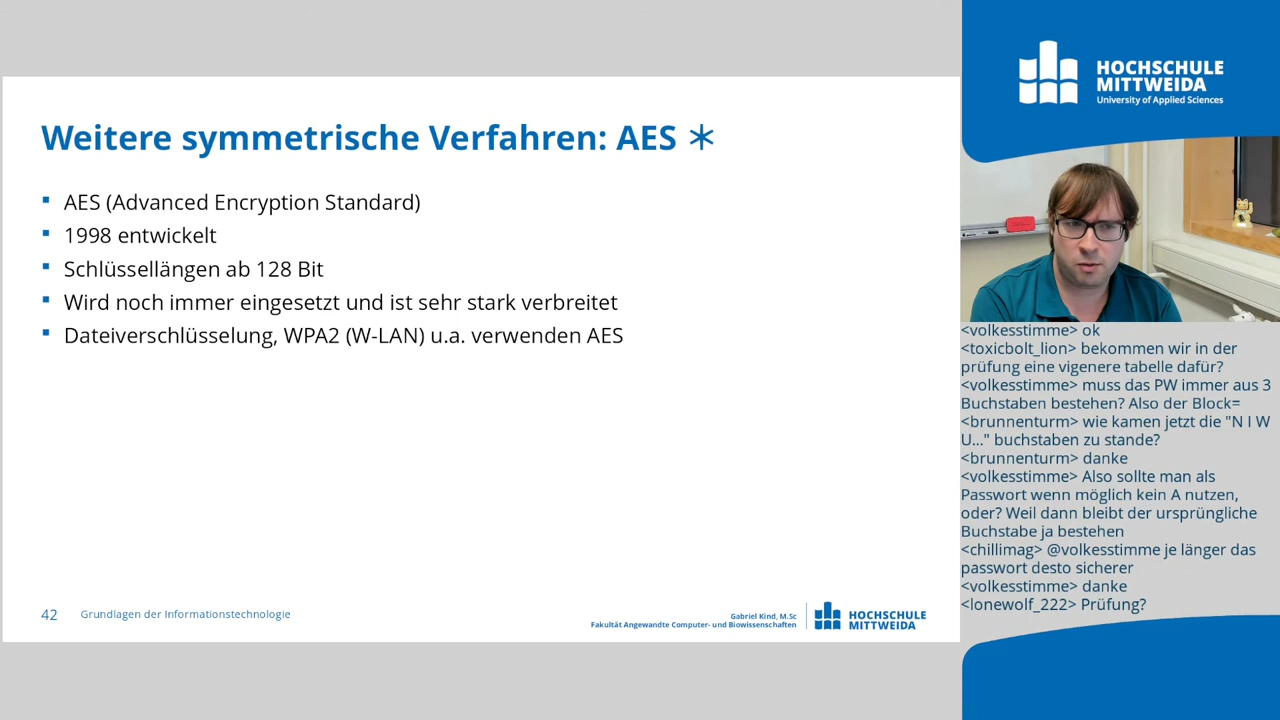 Weitere symmetrische Verfahren: AES ∗
▪ AES (Advanced Encryption Standard)
▪ 1998 entwickelt
▪ Schlüssellängen ab 128 Bit
▪ Wird noch immer eingesetzt und ist sehr stark verbreitet
▪ Dateiverschlüsselung, WPA2 (W-LAN) u.a. verwenden AES
42
Grundlagen der Informationstechnologie
Gabriel Kind, M.Sc
Fakultät Angewandte Computer- und Biowissenschaften
HOCHSCHULE
MITTWEIDA
HOCHSCHULE
MITTWEIDA
University of Applied Sciences
<volkesstimme> ok
<toxicbolt_lion> bekommen wir in der
prüfung eine vigenere tabelle dafür?
<volkesstimme> muss das PW immer aus 3
Buchstaben bestehen? Also der Block=
<brunnenturm> wie kamen jetzt die "N I W
U..." buchstaben zu stande?
<brunnenturm> danke
<volkesstimme> Also sollte man als
Passwort wenn möglich kein A nutzen,
oder? Weil dann bleibt der ursprüngliche
Buchstabe ja bestehen
<chillimag> @volkesstimme je länger das
passwort desto sicherer
<volkesstimme> danke
<lonewolf_222> Prüfung?